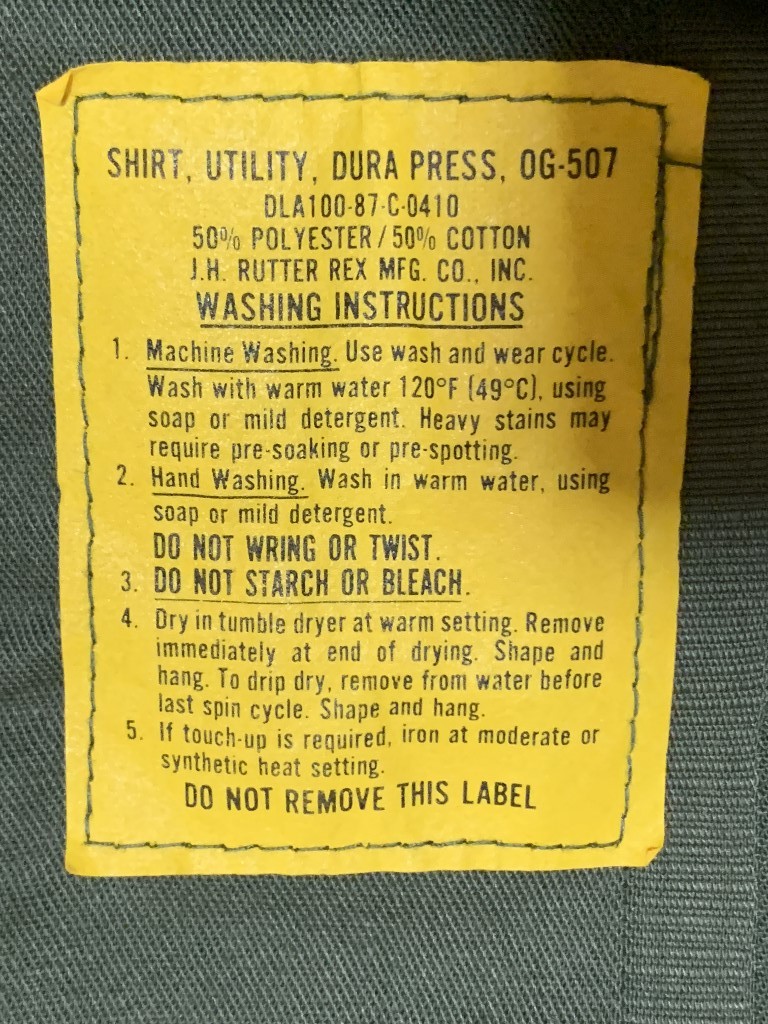 SHIRT, UTILITY, DURA PRESS, OG-507
DLA100-87-C-0410
50% POLYESTER/50% COTTON
J.H. RUTTER REX MFG. CO., INC.
WASHING INSTRUCTIONS
1. Machine Washing. Use wash and wear cycle.
Wash with warm water 120°F (49°C), using
soap or mild detergent. Heavy stains may
require pre-soaking or pre-spotting.
2. Hand Washing. Wash in warm water, using
soap or mild detergent.
DO NOT WRING OR TWIST.
3. DO NOT STARCH OR BLEACH.
4. Dry in tumble dryer at warm setting. Remove
immediately at end of drying. Shape and
hang. To drip dry, remove from water before
last spin cycle. Shape and hang.
5. If touch-up is required, iron at moderate or
synthetic heat setting.
DO NOT REMOVE THIS LABEL